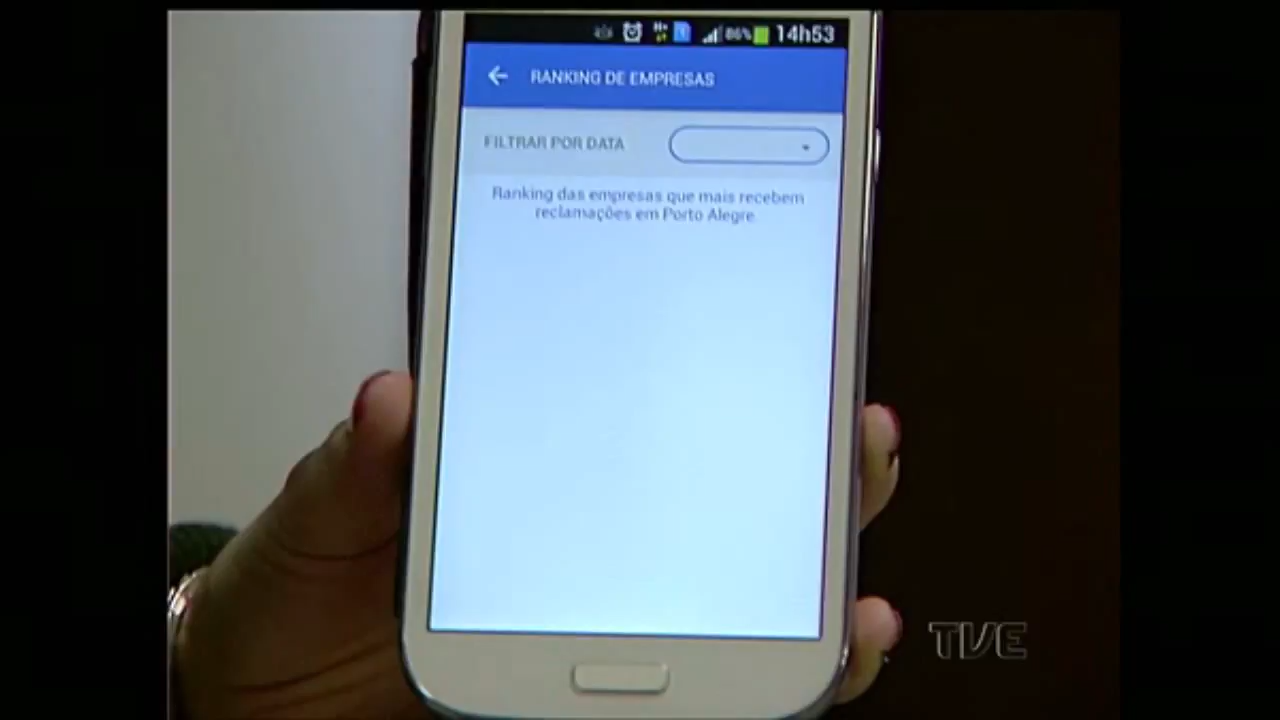 86% 14h53
RANKING DE EMPRESAS
FILTRAR POR DATA
Ranking das empresas que mais recebem
reclamações em Porto Alegre.
TVE